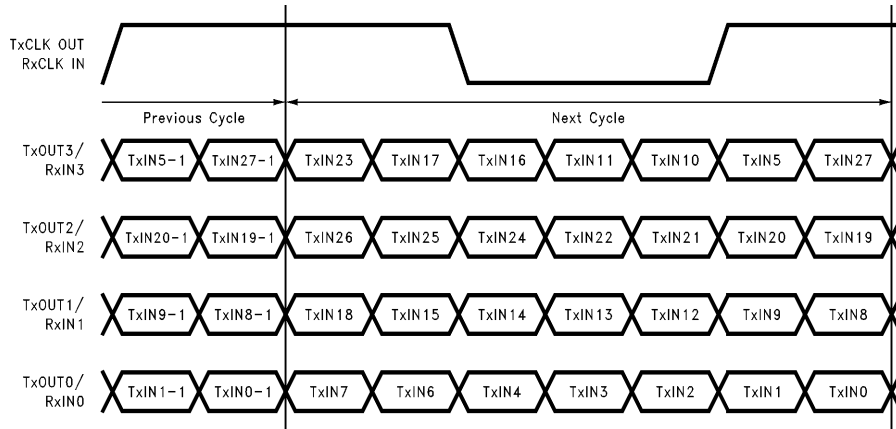 TxCLK OUT
RxCLK IN
Previous Cycle Next Cycle
TxOUT3/
RxIN3
TxIN5-1 TxIN27-1 TxIN23 TxIN17 TxIN16 TxIN11 TxIN10 TxIN5 TxIN27
TxOUT2/
RxIN2
TxIN20-1 TxIN19-1 TxIN26 TxIN25 TxIN24 TxIN22 TxIN21 TxIN20 TxIN19
TxOUT1/
RxIN1
TxIN9-1 TxIN8-1 TxIN18 TxIN15 TxIN14 TxIN13 TxIN12 TxIN9 TxIN8
TxOUT0/
RxIN0
TxIN1-1 TxIN0-1 TxIN7 TxIN6 TxIN4 TxIN3 TxIN2 TxIN1 TxIN0